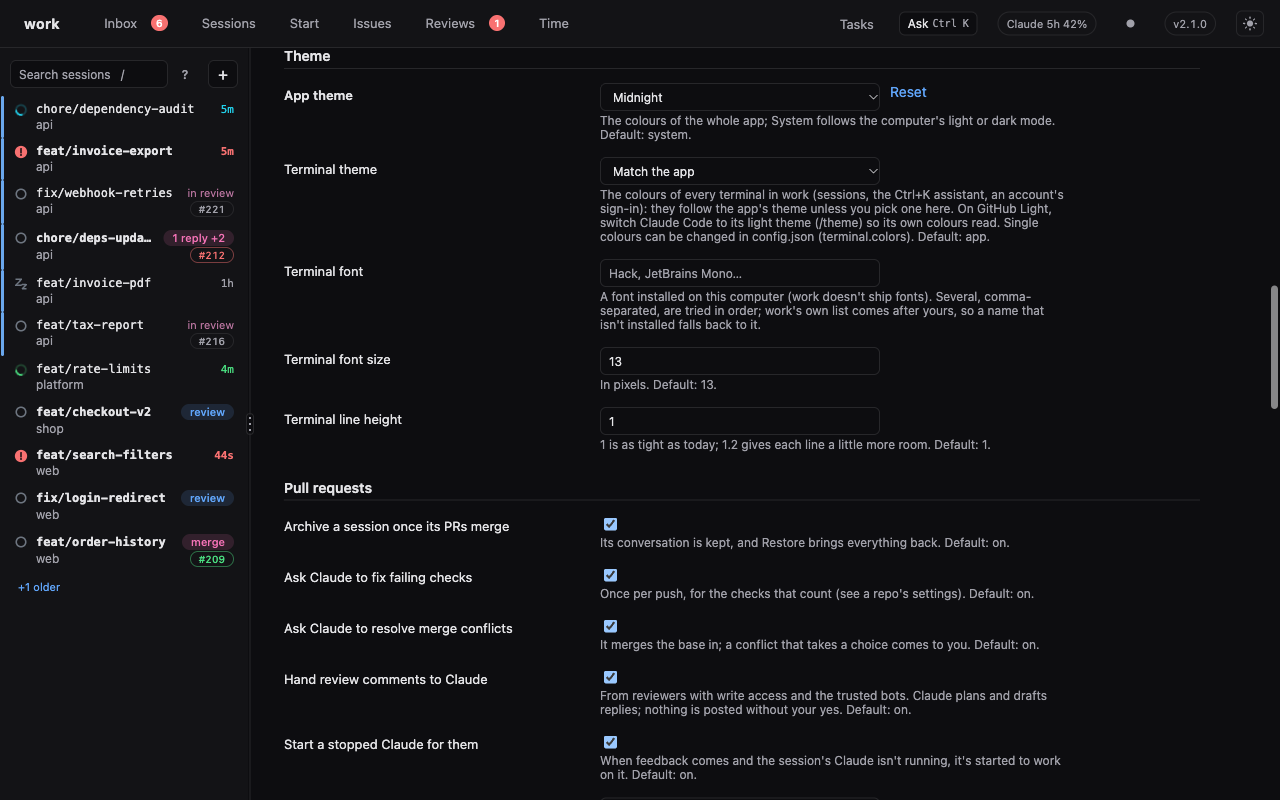 work
Inbox 6
Sessions
Start
Issues
Reviews 1
Time
Tasks
Ask Ctrl K
Claude 5h 42%
v2.1.0
Search sessions /
?
+
chore/dependency-audit 5m
api
feat/invoice-export 5m
api
fix/webhook-retries in review
api #221
chore/deps-upda… 1 reply +2
api #212
feat/invoice-pdf 1h
api
feat/tax-report in review
api #216
feat/rate-limits 4m
platform
feat/checkout-v2 review
shop
feat/search-filters 44s
web
fix/login-redirect review
web
feat/order-history merge
web #209
+1 older
Theme
App theme
Midnight
Reset
The colours of the whole app; System follows the computer's light or dark mode.
Default: system.
Terminal theme
Match the app
The colours of every terminal in work (sessions, the Ctrl+K assistant, an account's
sign-in): they follow the app's theme unless you pick one here. On GitHub Light,
switch Claude Code to its light theme (/theme) so its own colours read. Single
colours can be changed in config.json (terminal.colors). Default: app.
Terminal font
Hack, JetBrains Mono…
A font installed on this computer (work doesn't ship fonts). Several, comma-
separated, are tried in order; work's own list comes after yours, so a name that
isn't installed falls back to it.
Terminal font size
13
In pixels. Default: 13.
Terminal line height
1
1 is as tight as today; 1.2 gives each line a little more room. Default: 1.
Pull requests
Archive a session once its PRs merge
Its conversation is kept, and Restore brings everything back. Default: on.
Ask Claude to fix failing checks
Once per push, for the checks that count (see a repo's settings). Default: on.
Ask Claude to resolve merge conflicts
It merges the base in; a conflict that takes a choice comes to you. Default: on.
Hand review comments to Claude
From reviewers with write access and the trusted bots. Claude plans and drafts
replies; nothing is posted without your yes. Default: on.
Start a stopped Claude for them
When feedback comes and the session's Claude isn't running, it's started to work
on it. Default: on.